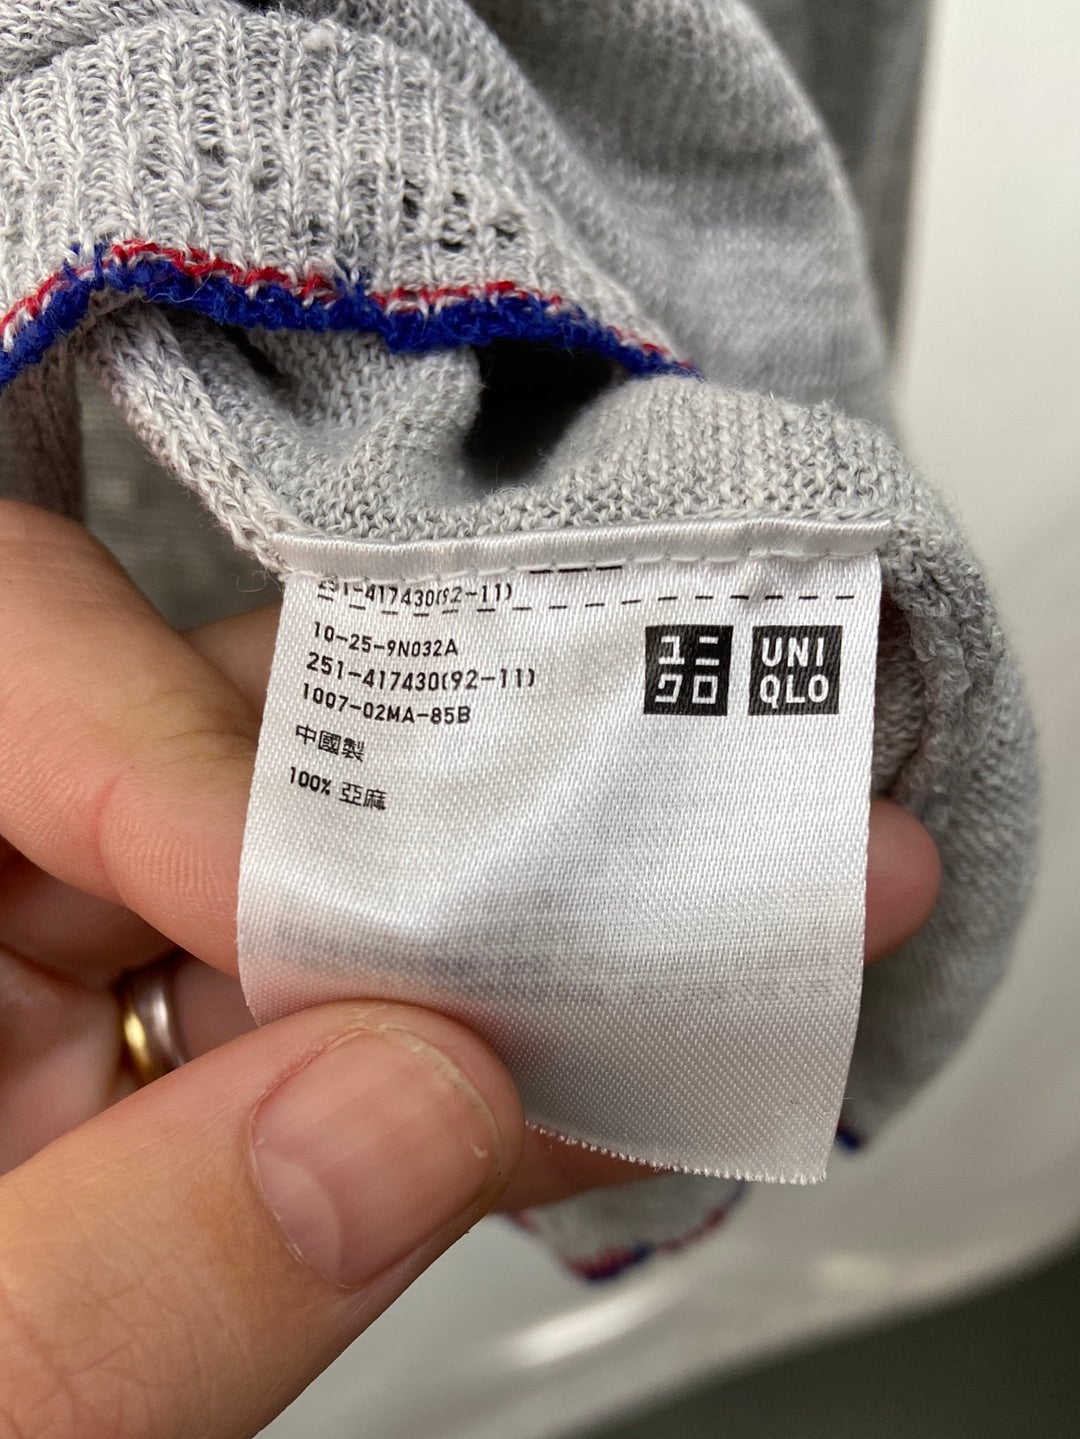 251-417430(92-11)
10-25-9N032A
251-417430(92-11)
1007-02MA-85B
中國製
100% 亞麻
ユニ
クロ
UNI
QLO